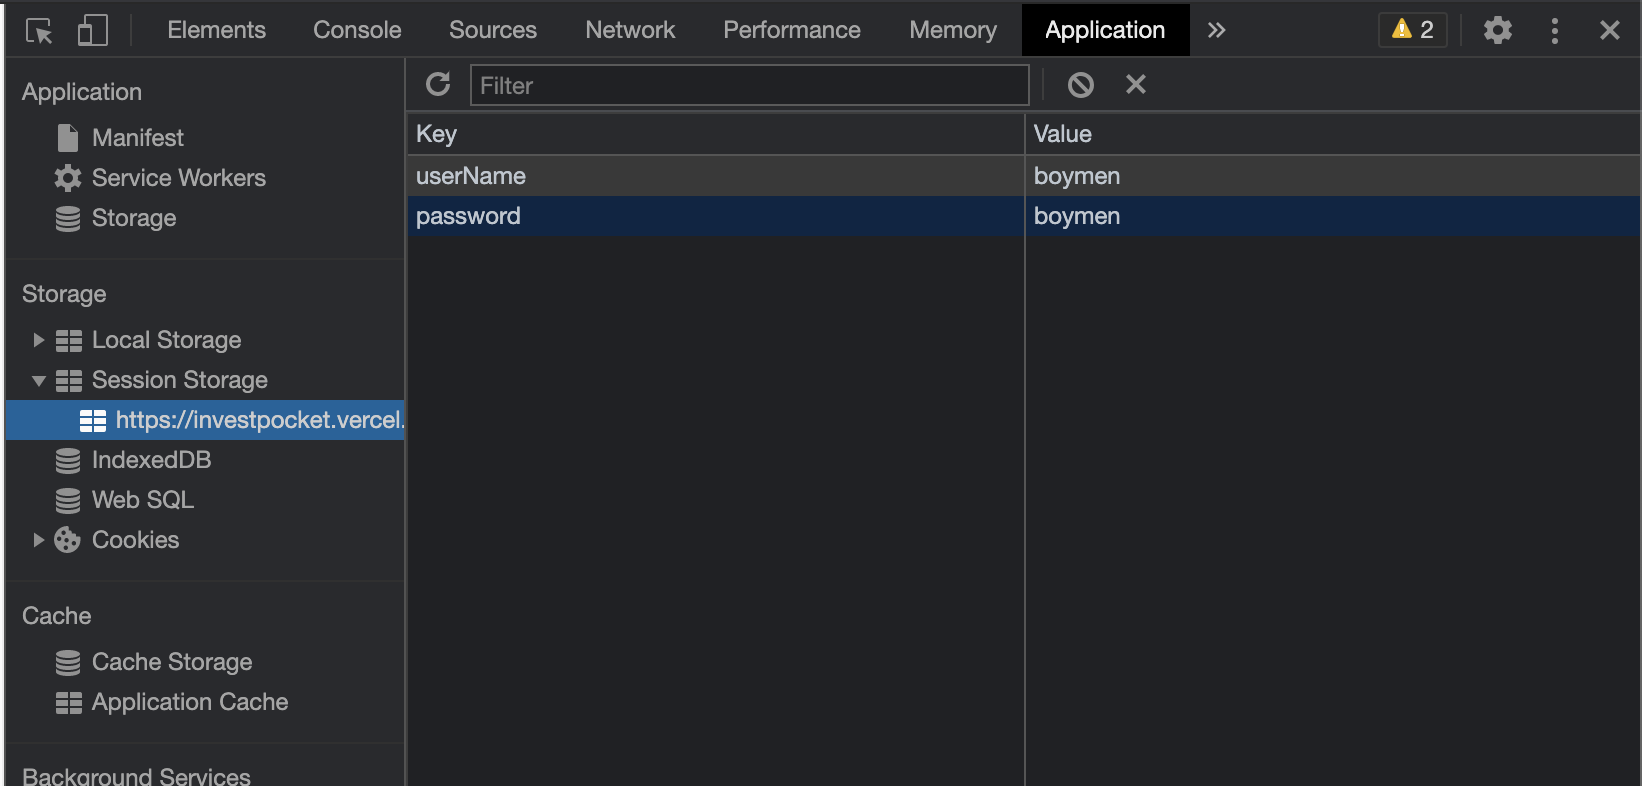 Elements Console Sources Network Performance Memory Application » 2
Application
Manifest
Service Workers
Storage
Storage
Local Storage
Session Storage
https://investpocket.vercel.
IndexedDB
Web SQL
Cookies
Cache
Cache Storage
Application Cache
Background Services
Filter
Key Value
userName boymen
password boymen